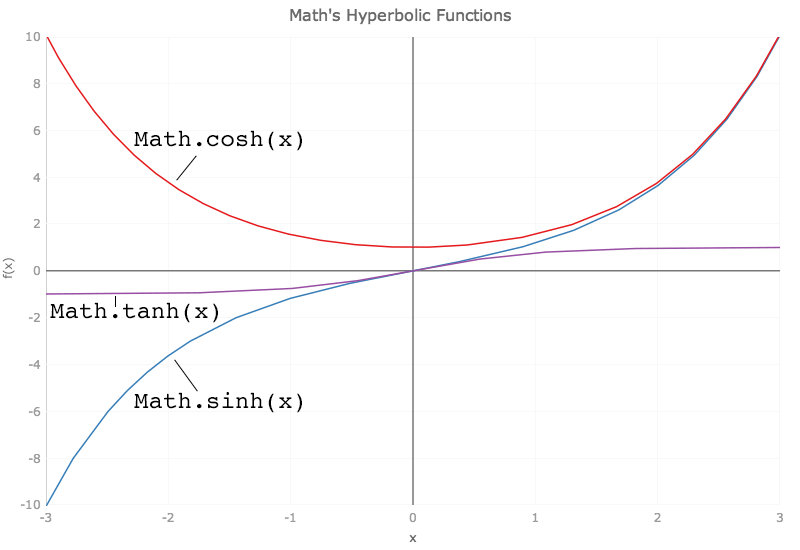 Math's Hyperbolic Functions
10
8
6
Math.cosh(x)
4
2
f(x)
0
Math.tanh(x)
-2
-4
Math.sinh(x)
-6
-8
-10
-3 -2 -1 0 1 2 3
x